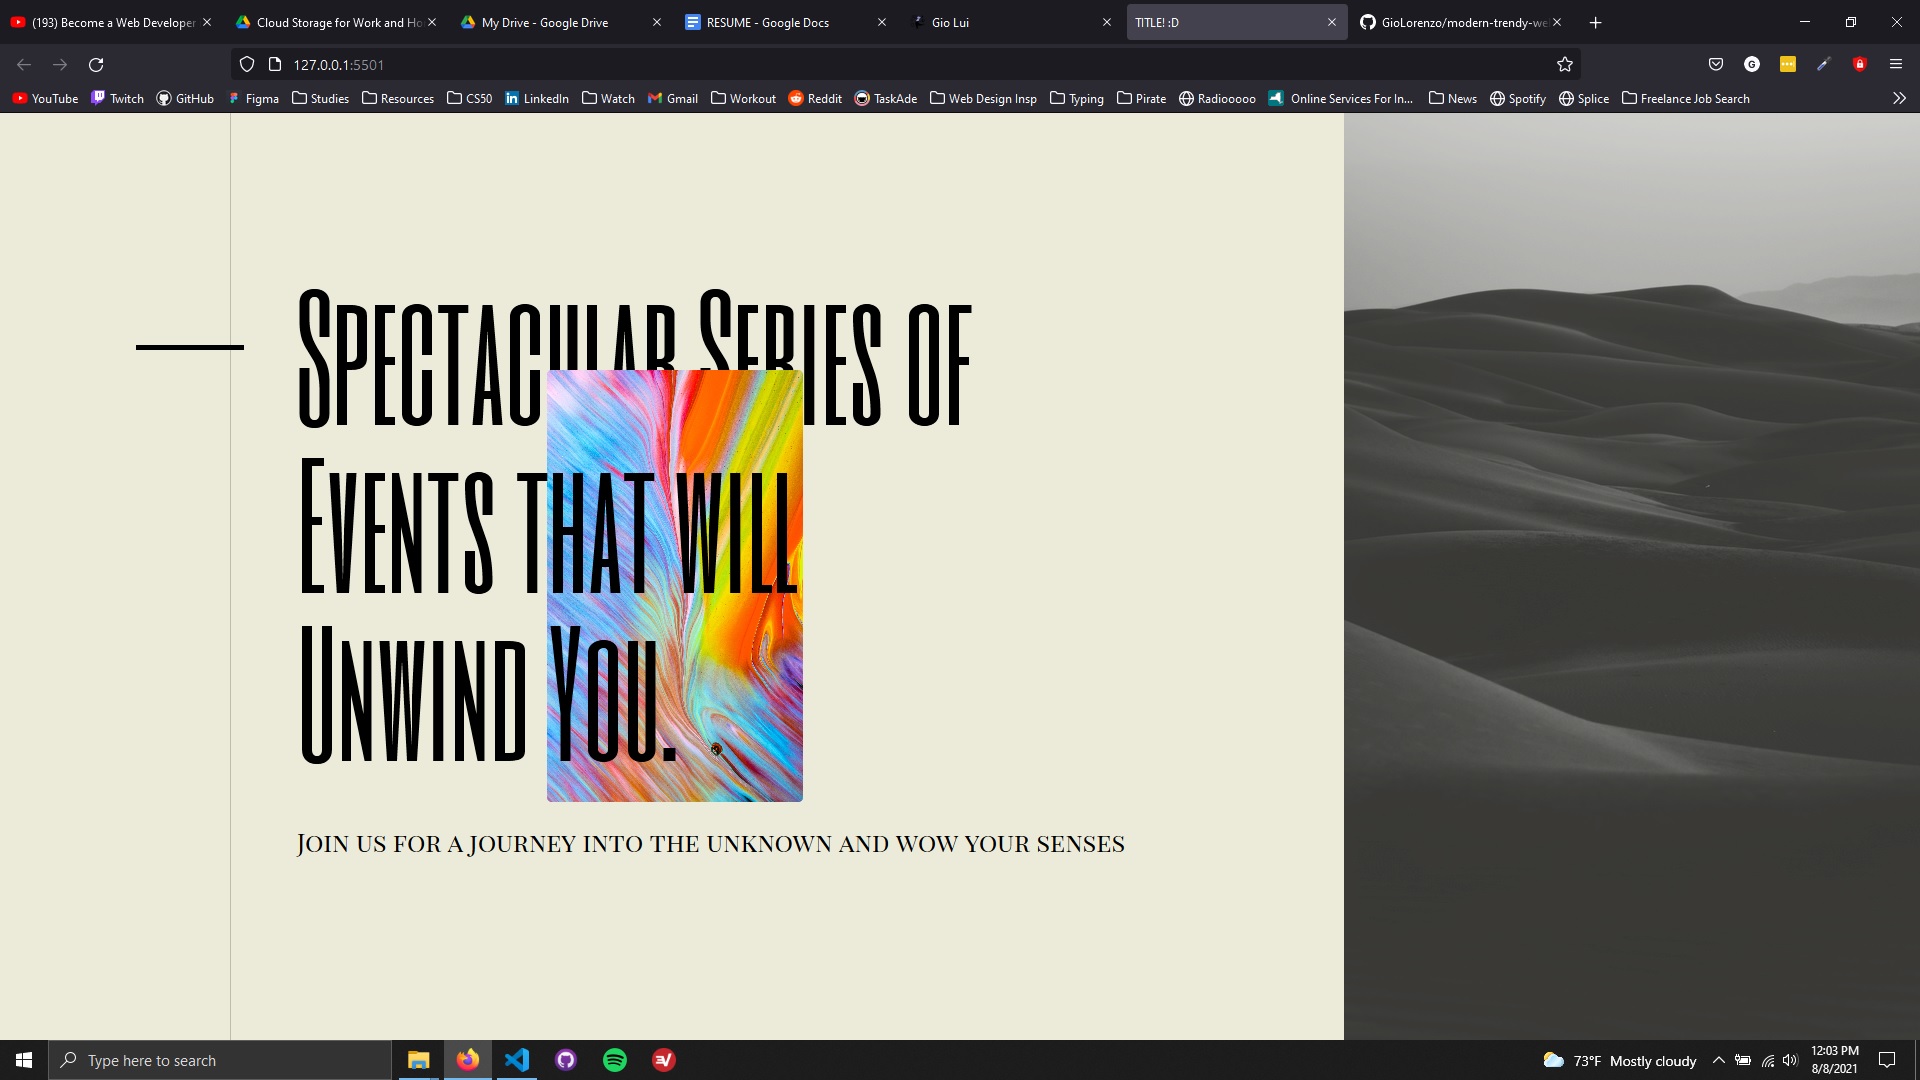 (193) Become a Web Developer
Cloud Storage for Work and Ho
My Drive - Google Drive
RESUME - Google Docs
Gio Lui
TITLE! :D
GioLorenzo/modern-trendy-we
127.0.0.1:5501
YouTube Twitch GitHub Figma Studies Resources CS50 LinkedIn Watch Gmail Workout Reddit TaskAde Web Design Insp Typing Pirate Radiooooo Online Services For In... News Spotify Splice Freelance Job Search
Spectacular Series of
Events that will
Unwind You.
Join us for a journey into the unknown and wow your senses
Type here to search
73°F Mostly cloudy
12:03 PM
8/8/2021